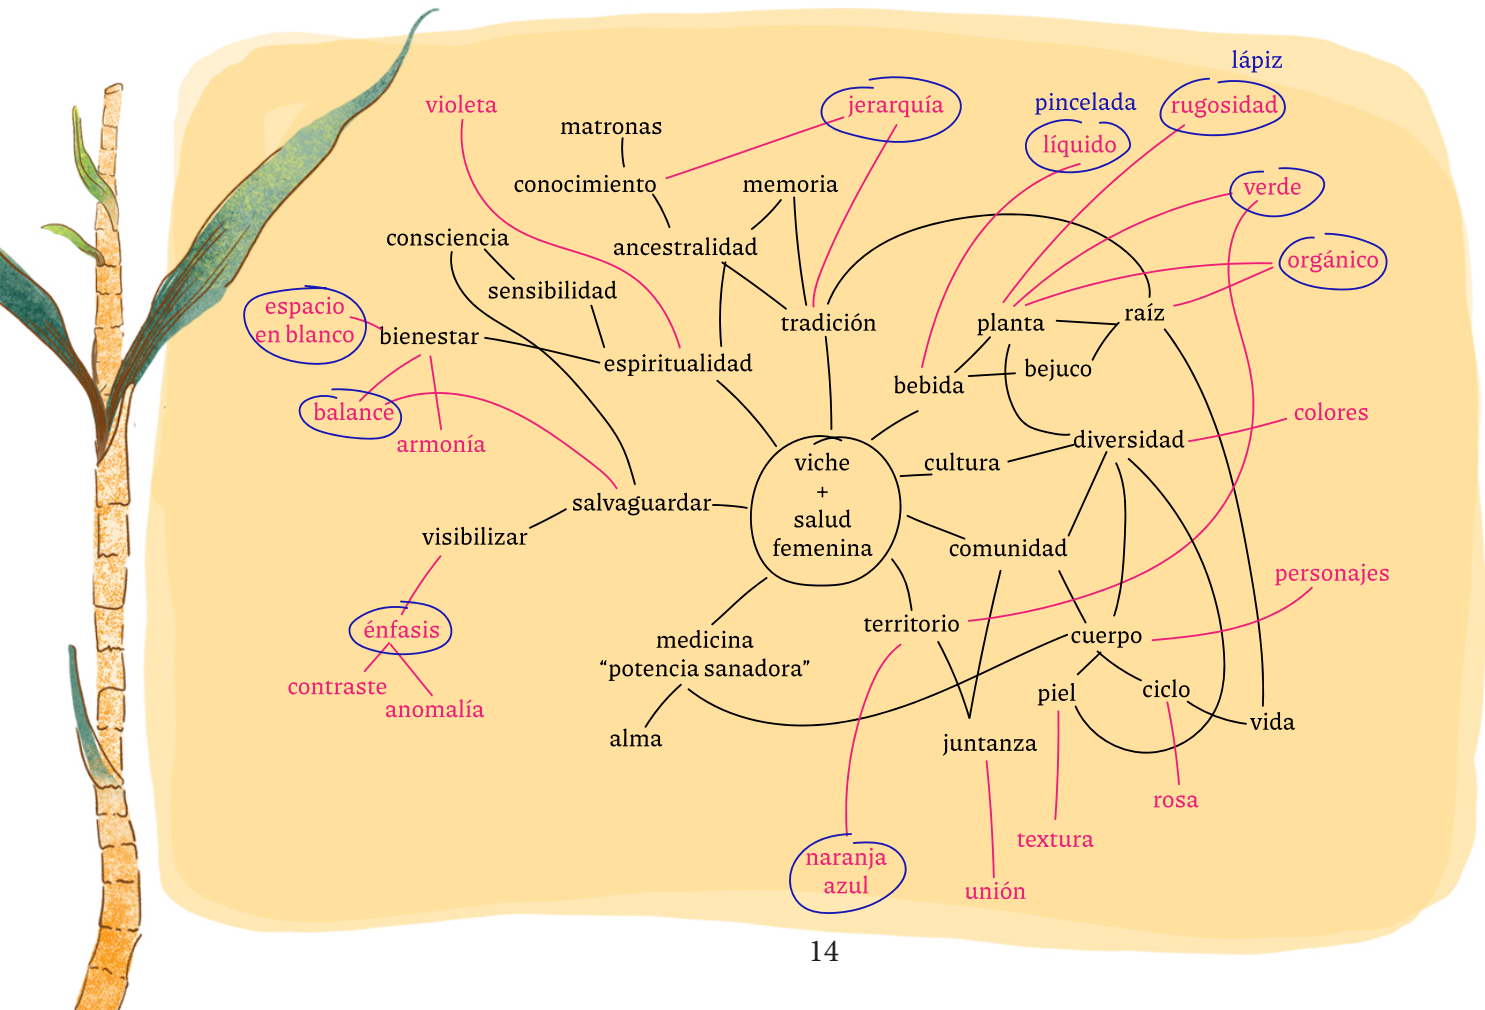 lápiz
violeta
jerarquía
pincelada
rugosidad
matronas
líquido
conocimiento
memoria
verde
consciencia
ancestralidad
orgánico
sensibilidad
espacio
en blanco
bienestar
tradición
planta
raíz
espiritualidad
bebida
bejuco
balance
armonía
colores
diversidad
viche
+
salud
femenina
cultura
salvaguardar
visibilizar
comunidad
personajes
énfasis
territorio
cuerpo
medicina
“potencia sanadora”
contraste
anomalía
piel
ciclo
vida
alma
juntanza
rosa
textura
naranja
azul
unión
14